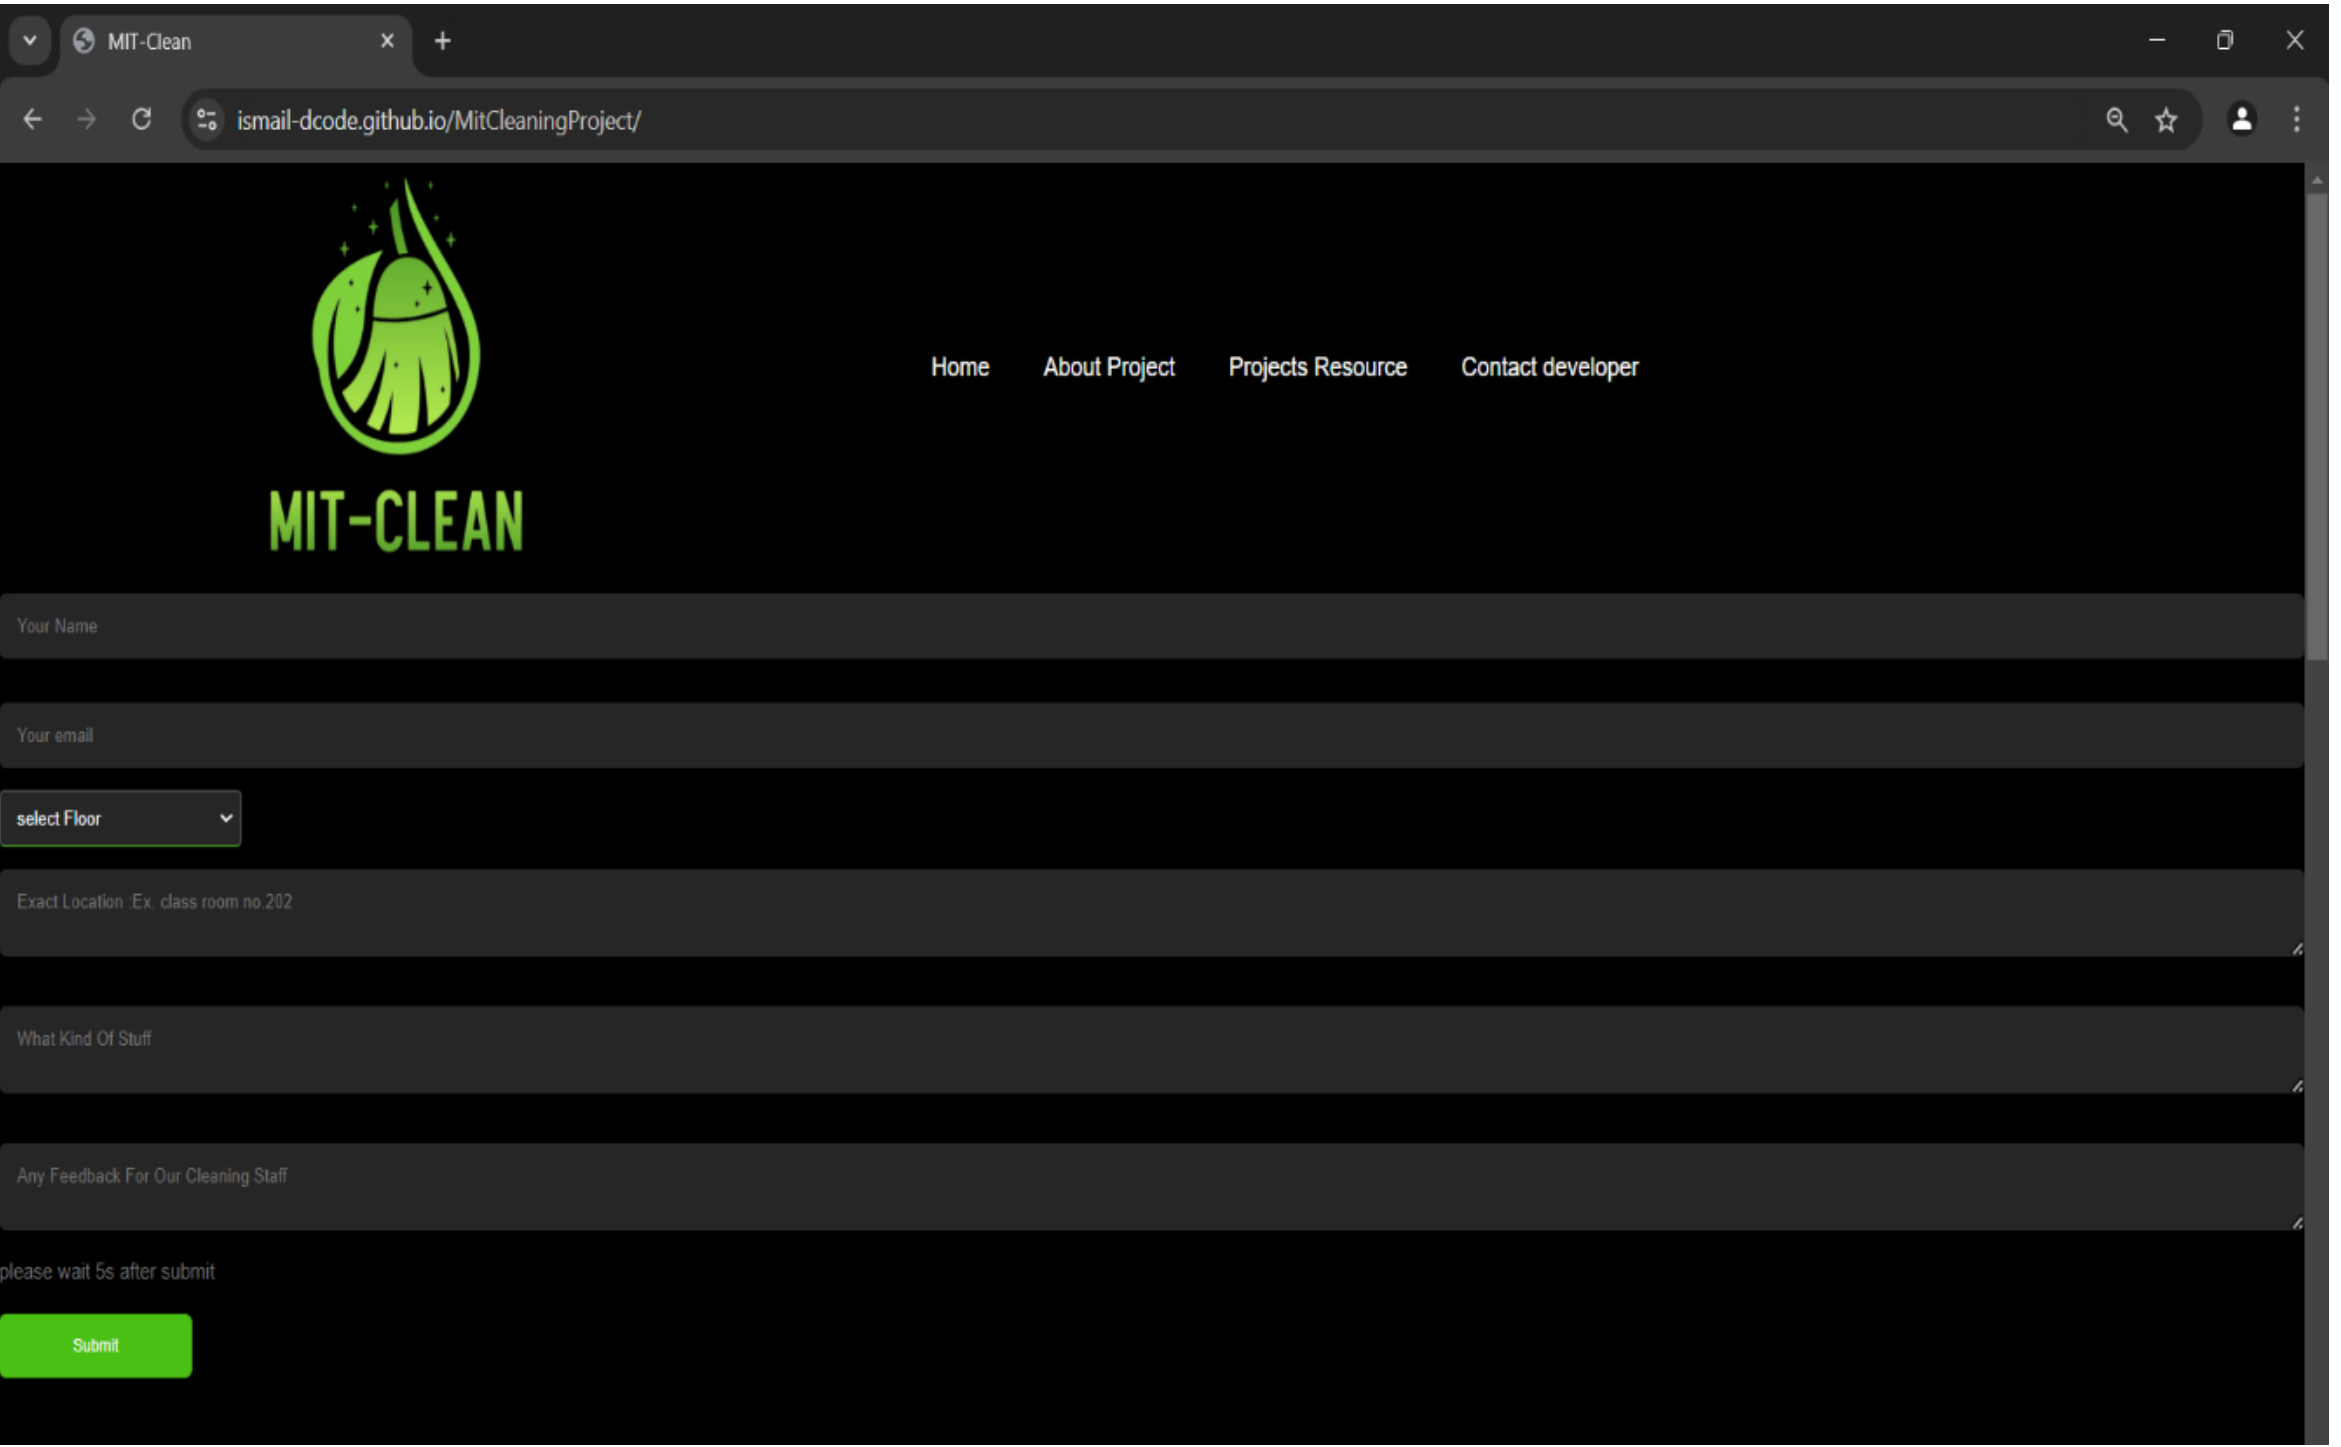 MIT-Clean
ismail-dcode.github.io/MitCleaningProject/
Home About Project Projects Resource Contact developer
MIT-CLEAN
Your Name
Your email
select Floor
Exact Location :Ex. class room no.202
What Kind Of Stuff
Any Feedback For Our Cleaning Staff
please wait 5s after submit
Submit